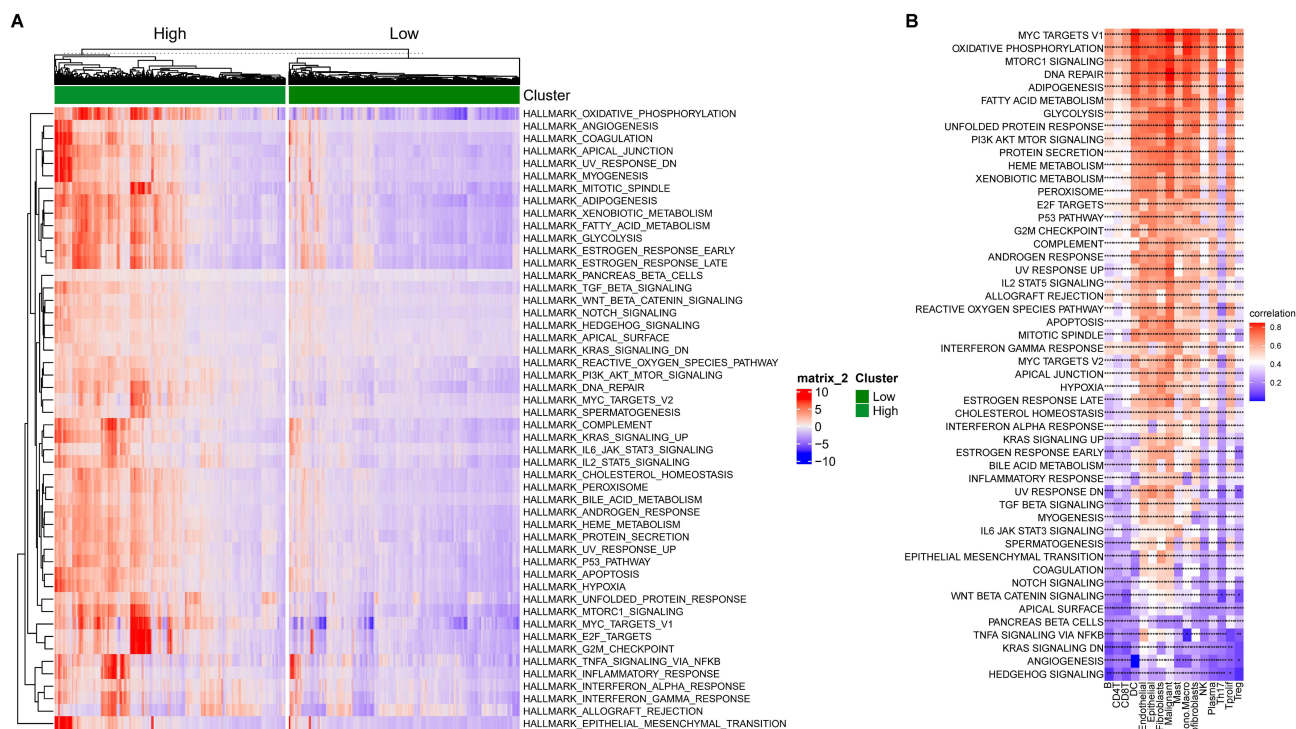 A
High
Low
Cluster
HALLMARK_OXIDATIVE_PHOSPHORYLATION
HALLMARK_ANGIOGENESIS
HALLMARK_COAGULATION
HALLMARK_APICAL_JUNCTION
HALLMARK_UV_RESPONSE_DN
HALLMARK_MYOGENESIS
HALLMARK_MITOTIC_SPINDLE
HALLMARK_ADIPOGENESIS
HALLMARK_XENOBIOTIC_METABOLISM
HALLMARK_FATTY_ACID_METABOLISM
HALLMARK_GLYCOLYSIS
HALLMARK_ESTROGEN_RESPONSE_EARLY
HALLMARK_ESTROGEN_RESPONSE_LATE
HALLMARK_PANCREAS_BETA_CELLS
HALLMARK_TGF_BETA_SIGNALING
HALLMARK_WNT_BETA_CATENIN_SIGNALING
HALLMARK_NOTCH_SIGNALING
HALLMARK_HEDGEHOG_SIGNALING
HALLMARK_APICAL_SURFACE
HALLMARK_KRAS_SIGNALING_DN
HALLMARK_REACTIVE_OXYGEN_SPECIES_PATHWAY
HALLMARK_PI3K_AKT_MTOR_SIGNALING
HALLMARK_DNA_REPAIR
HALLMARK_MYC_TARGETS_V2
HALLMARK_SPERMATOGENESIS
HALLMARK_COMPLEMENT
HALLMARK_KRAS_SIGNALING_UP
HALLMARK_IL6_JAK_STAT3_SIGNALING
HALLMARK_IL2_STAT5_SIGNALING
HALLMARK_CHOLESTEROL_HOMEOSTASIS
HALLMARK_PEROXISOME
HALLMARK_BILE_ACID_METABOLISM
HALLMARK_ANDROGEN_RESPONSE
HALLMARK_HEME_METABOLISM
HALLMARK_PROTEIN_SECRETION
HALLMARK_UV_RESPONSE_UP
HALLMARK_P53_PATHWAY
HALLMARK_APOPTOSIS
HALLMARK_HYPOXIA
HALLMARK_UNFOLDED_PROTEIN_RESPONSE
HALLMARK_MTORC1_SIGNALING
HALLMARK_MYC_TARGETS_V1
HALLMARK_E2F_TARGETS
HALLMARK_G2M_CHECKPOINT
HALLMARK_TNFA_SIGNALING_VIA_NFKB
HALLMARK_INFLAMMATORY_RESPONSE
HALLMARK_INTERFERON_ALPHA_RESPONSE
HALLMARK_INTERFERON_GAMMA_RESPONSE
HALLMARK_ALLOGRAFT_REJECTION
HALLMARK_EPITHELIAL_MESENCHYMAL_TRANSITION
matrix_2
10
5
0
−5
−10
Cluster
Low
High
B
MYC TARGETS V1
OXIDATIVE PHOSPHORYLATION
MTORC1 SIGNALING
DNA REPAIR
ADIPOGENESIS
FATTY ACID METABOLISM
GLYCOLYSIS
UNFOLDED PROTEIN RESPONSE
PI3K AKT MTOR SIGNALING
PROTEIN SECRETION
HEME METABOLISM
XENOBIOTIC METABOLISM
PEROXISOME
E2F TARGETS
P53 PATHWAY
G2M CHECKPOINT
COMPLEMENT
ANDROGEN RESPONSE
UV RESPONSE UP
IL2 STAT5 SIGNALING
ALLOGRAFT REJECTION
REACTIVE OXYGEN SPECIES PATHWAY
APOPTOSIS
MITOTIC SPINDLE
INTERFERON GAMMA RESPONSE
MYC TARGETS V2
APICAL JUNCTION
HYPOXIA
ESTROGEN RESPONSE LATE
CHOLESTEROL HOMEOSTASIS
INTERFERON ALPHA RESPONSE
KRAS SIGNALING UP
ESTROGEN RESPONSE EARLY
BILE ACID METABOLISM
INFLAMMATORY RESPONSE
UV RESPONSE DN
TGF BETA SIGNALING
MYOGENESIS
IL6 JAK STAT3 SIGNALING
SPERMATOGENESIS
EPITHELIAL MESENCHYMAL TRANSITION
COAGULATION
NOTCH SIGNALING
WNT BETA CATENIN SIGNALING
APICAL SURFACE
PANCREAS BETA CELLS
TNFA SIGNALING VIA NFKB
KRAS SIGNALING DN
ANGIOGENESIS
HEDGEHOG SIGNALING
B
CD4T
CD8T
DC
Endothelial
Epithelial
Fibroblasts
Malignant
Mast
ono.Macro
ofibroblasts
NK
Plasma
Th17
Tprolif
Treg
correlation
0.8
0.6
0.4
0.2